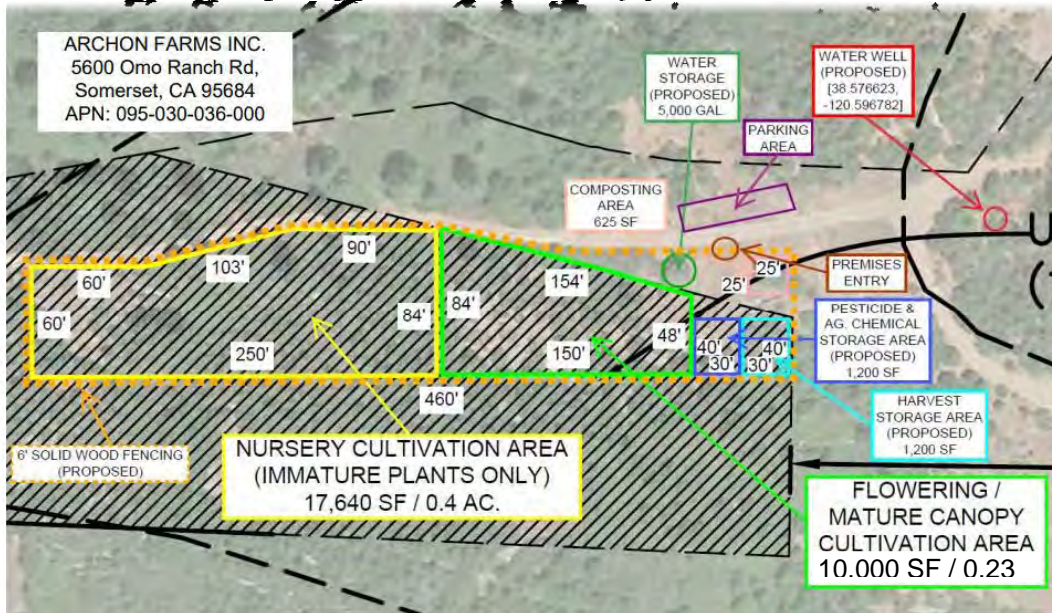 ARCHON FARMS INC.
5600 Omo Ranch Rd,
Somerset, CA 95684
APN: 095-030-036-000
WATER
STORAGE
(PROPOSED)
5,000 GAL.
WATER WELL
(PROPOSED)
[38.576623,
-120.596782]
PARKING
AREA
COMPOSTING
AREA
625 SF
PREMISES
ENTRY
60'
103'
90'
60'
84'
250'
84'
154'
150'
48'
25'
25'
40'
30'
40'
30'
460'
PESTICIDE &
AG. CHEMICAL
STORAGE AREA
(PROPOSED)
1,200 SF
HARVEST
STORAGE AREA
(PROPOSED)
1,200 SF
6' SOLID WOOD FENCING
(PROPOSED)
NURSERY CULTIVATION AREA
(IMMATURE PLANTS ONLY)
17,640 SF / 0.4 AC.
FLOWERING /
MATURE CANOPY
CULTIVATION AREA
10.000 SF / 0.23